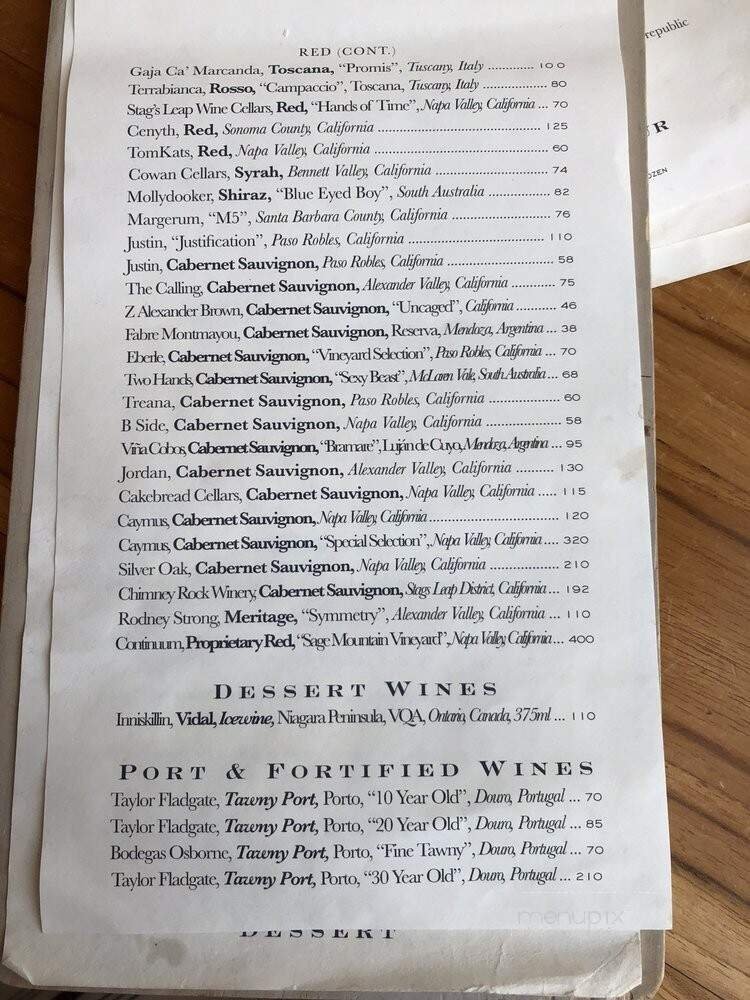 republic
UR
OZEN
RED (CONT.)
Gaja Ca' Marcanda, Toscana, "Promis", Tuscany, Italy ............ 100
Terrabianca, Rosso, "Campaccio", Toscana, Tuscany, Italy ................ 80
Stag's Leap Wine Cellars, Red, "Hands of Time", Napa Valley, California ... 70
Cenyth, Red, Sonoma County, California ........................................... 125
TomKats, Red, Napa Valley, California ............................................... 60
Cowan Cellars, Syrah, Bennett Valley, California ............................. 74
Mollydooker, Shiraz, "Blue Eyed Boy", South Australia ................ 82
Margerum, "M5", Santa Barbara County, California ......................... 76
Justin, "Justification", Paso Robles, California .................................... 110
Justin, Cabernet Sauvignon, Paso Robles, California ........................... 58
The Calling, Cabernet Sauvignon, Alexander Valley, California ............ 75
Z Alexander Brown, Cabernet Sauvignon, "Uncaged", California ........... 46
Fabre Montmayou, Cabernet Sauvignon, Reserva, Mendoza, Argentina ... 38
Eberle, Cabernet Sauvignon, "Vineyard Selection", Paso Robles, California ... 70
Two Hands, Cabernet Sauvignon, "Sexy Beast", McLaren Vale, South Australia ... 68
Treana, Cabernet Sauvignon, Paso Robles, California ..................... 60
B Side, Cabernet Sauvignon, Napa Valley, California .................... 58
Viña Cobos, Cabernet Sauvignon, "Bramare", Luján de Cuyo, Mendoza, Argentina ... 95
Jordan, Cabernet Sauvignon, Alexander Valley, California .......... 130
Cakebread Cellars, Cabernet Sauvignon, Napa Valley, California ..... 115
Caymus, Cabernet Sauvignon, Napa Valley, California ................................... 120
Caymus, Cabernet Sauvignon, "Special Selection", Napa Valley, California .... 320
Silver Oak, Cabernet Sauvignon, Napa Valley, California ................... 210
Chimney Rock Winery, Cabernet Sauvignon, Stags Leap District, California ... 192
Rodney Strong, Meritage, "Symmetry", Alexander Valley, California ... 110
Continuum, Proprietary Red, "Sage Mountain Vineyard", Napa Valley, California ... 400
DESSERT WINES
Inniskillin, Vidal, Icewine, Niagara Peninsula, VQA, Ontario, Canada, 375ml ... 110
PORT & FORTIFIED WINES
Taylor Fladgate, Tawny Port, Porto, "10 Year Old", Douro, Portugal ... 70
Taylor Fladgate, Tawny Port, Porto, "20 Year Old", Douro, Portugal ... 85
Bodegas Osborne, Tawny Port, Porto, "Fine Tawny", Douro, Portugal ... 70
Taylor Fladgate, Tawny Port, Porto, "30 Year Old", Douro, Portugal ... 210
menupix
DESSERT